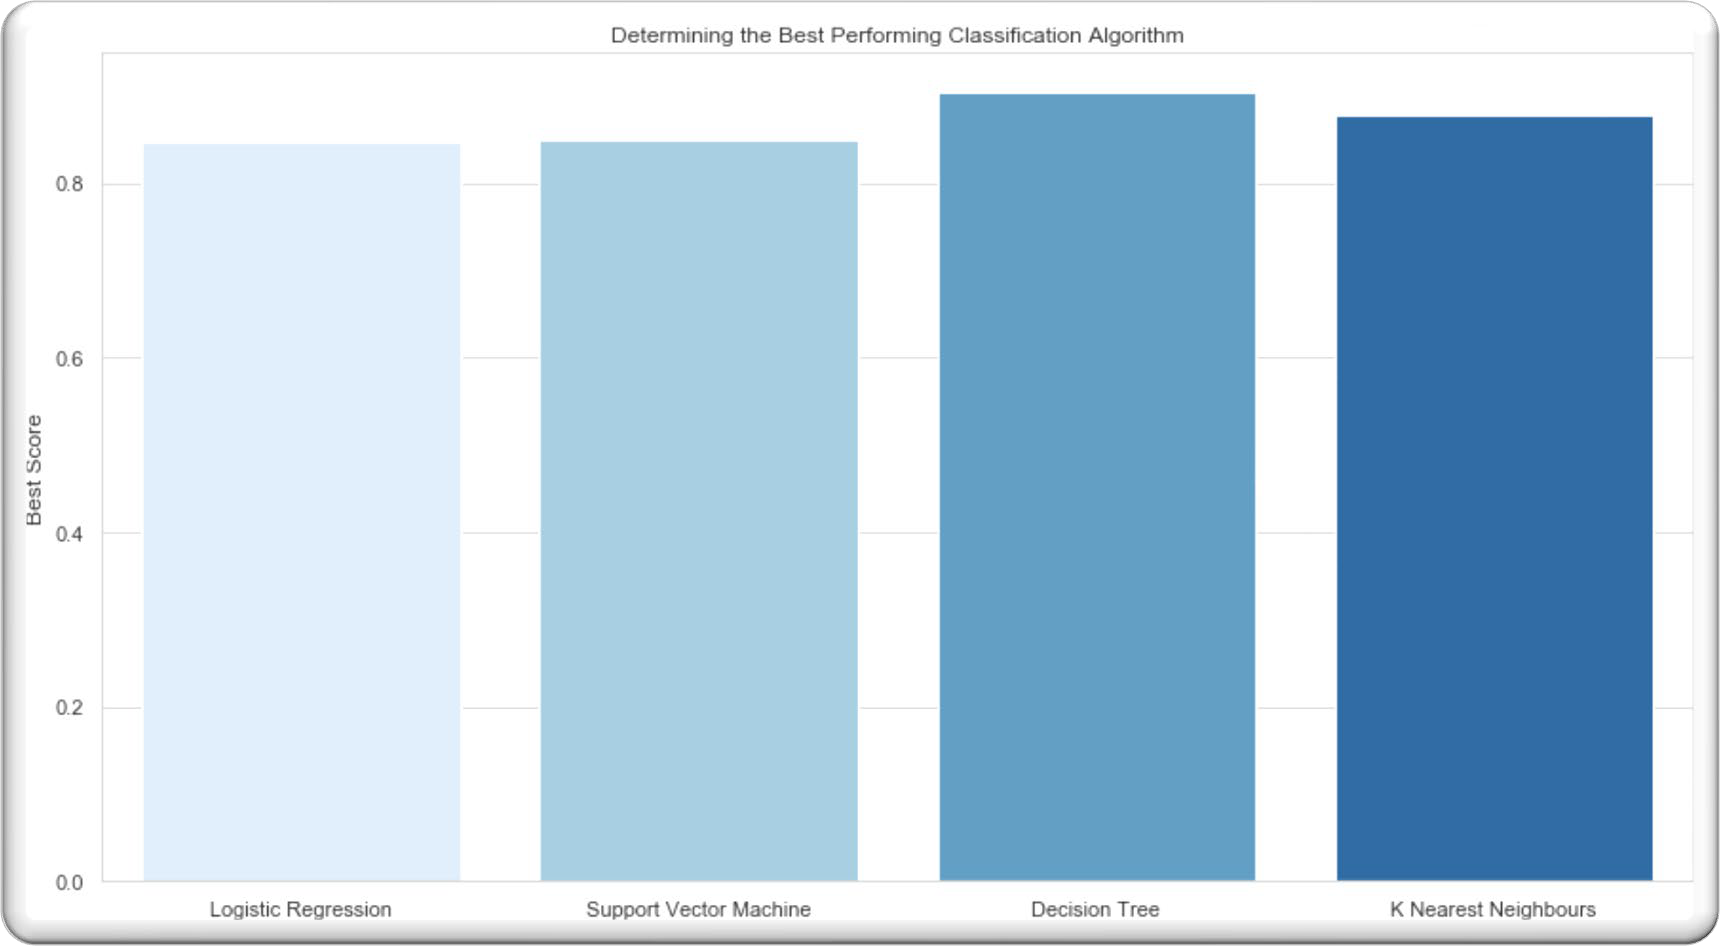 Determining the Best Performing Classification Algorithm
0.8
0.6
0.4
0.2
0.0
Best Score
Logistic Regression
Support Vector Machine
Decision Tree
K Nearest Neighbours